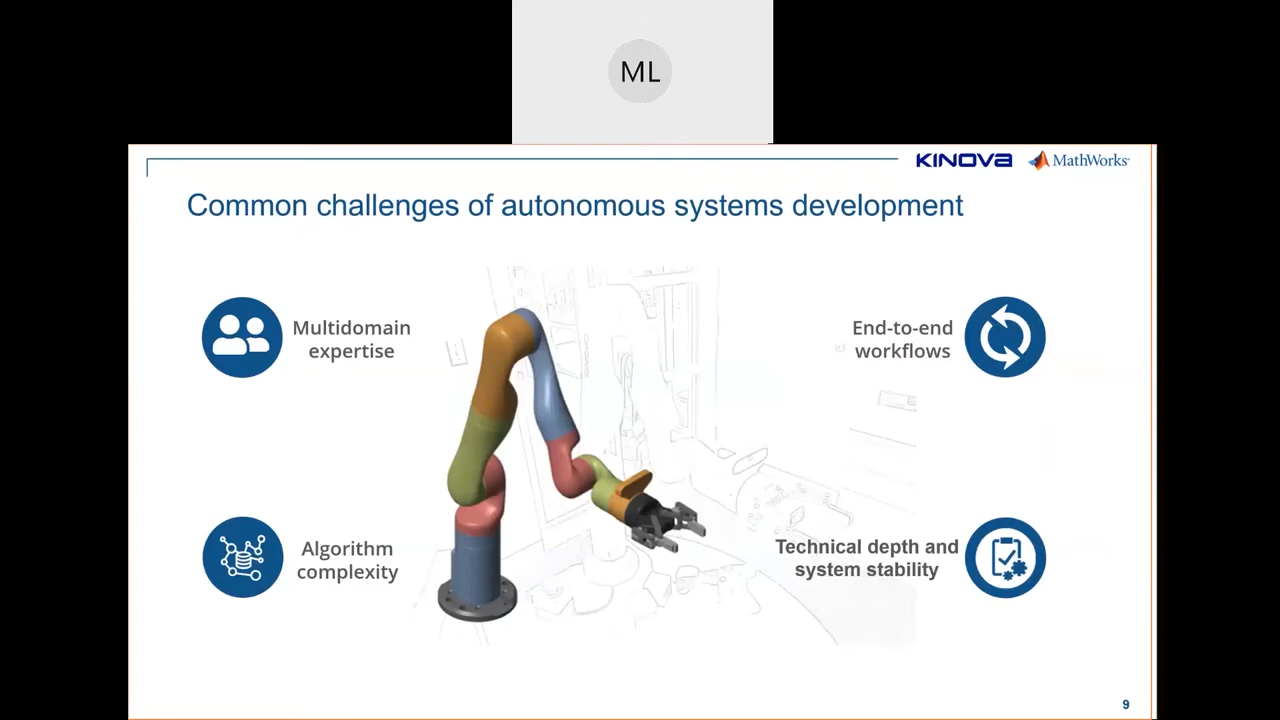 ML
KINOVA MathWorks
Common challenges of autonomous systems development
Multidomain
expertise
End-to-end
workflows
Algorithm
complexity
Technical depth and
system stability
9